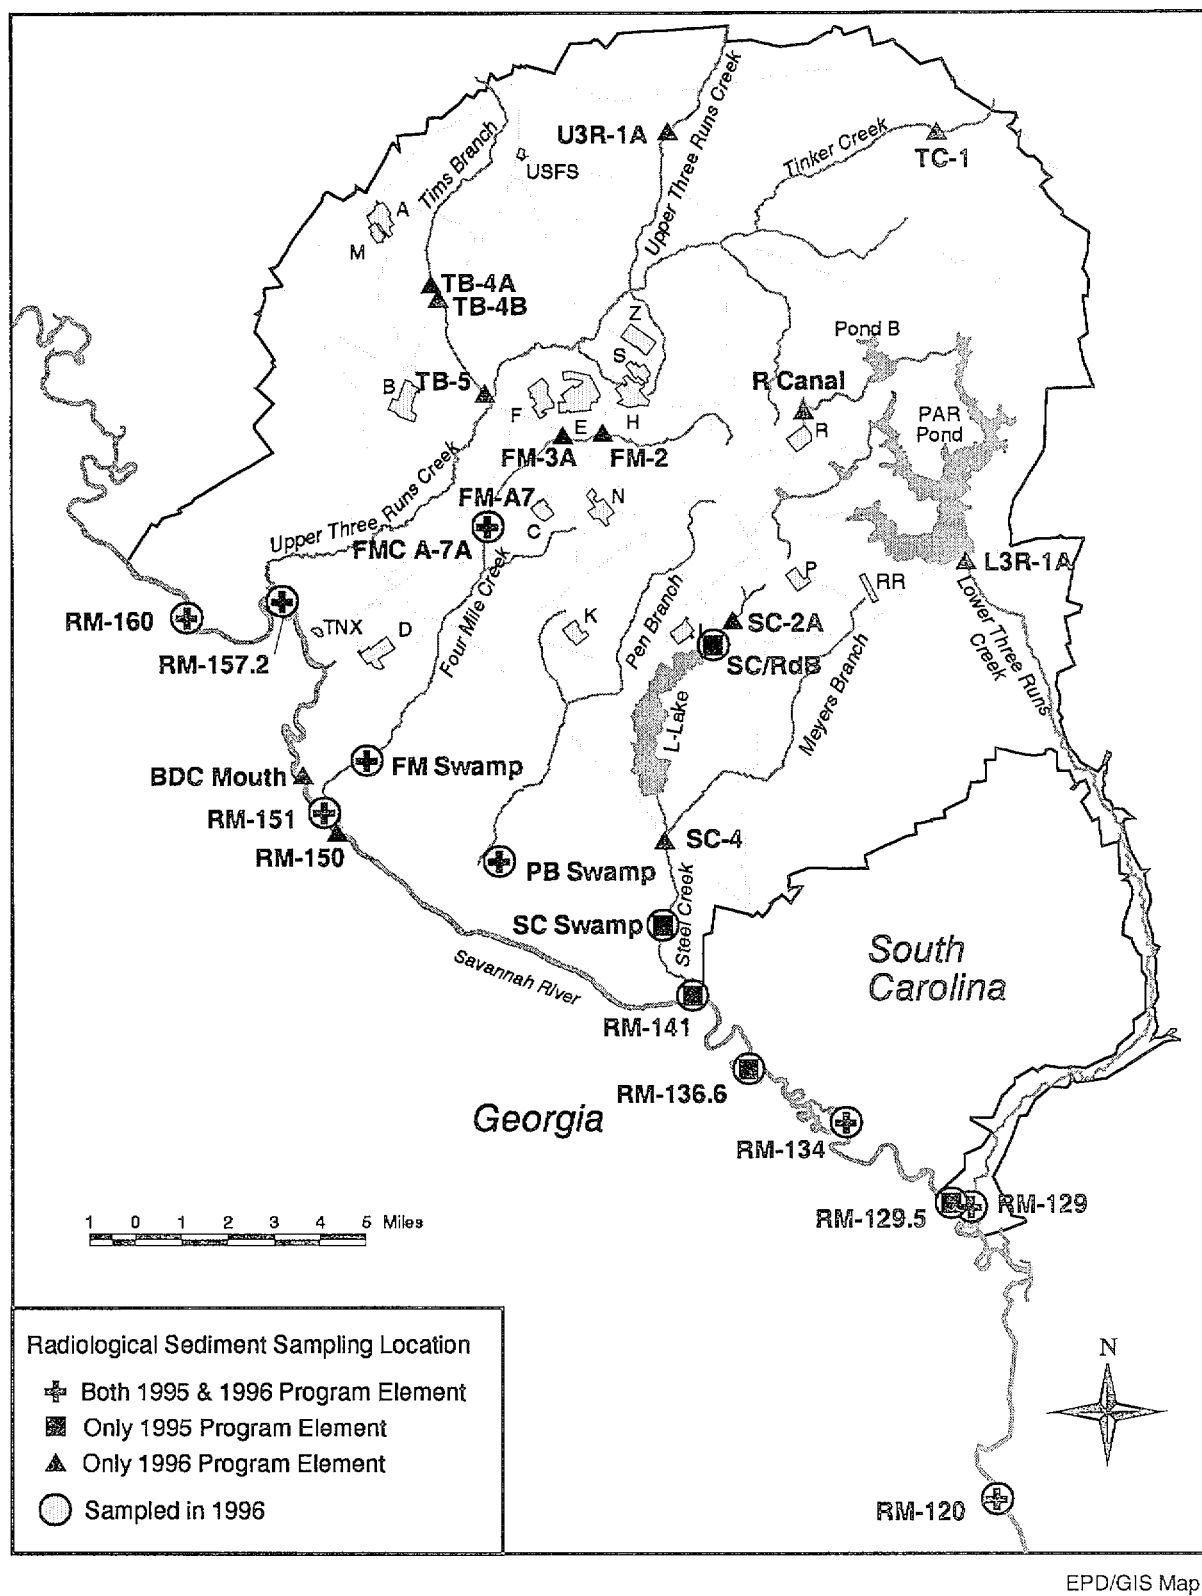 Upper Three Runs Creek
U3R-1A
Tinker Creek
TC-1
Tims Branch
USFS
A
M
TB-4A
TB-4B
Z
Pond B
S
B
TB-5
R Canal
F
E
H
PAR
Pond
R
FM-3A
FM-2
Upper Three Runs Creek
FM-A7
N
C
FMC A-7A
L3R-1A
P
RR
RM-160
RM-157.2
TNX
D
Four Mile Creek
K
Pen Branch
L
SC-2A
SC/RdB
Lower Three Runs
Creek
Meyers Branch
L-Lake
BDC Mouth
FM Swamp
RM-151
RM-150
SC-4
PB Swamp
SC Swamp
Steel Creek
South
Carolina
Savannah River
RM-141
RM-136.6
Georgia
RM-134
RM-129.5
RM-129
1 0 1 2 3 4 5 Miles
Radiological Sediment Sampling Location
Both 1995 & 1996 Program Element
Only 1995 Program Element
Only 1996 Program Element
Sampled in 1996
N
RM-120
EPD/GIS Map